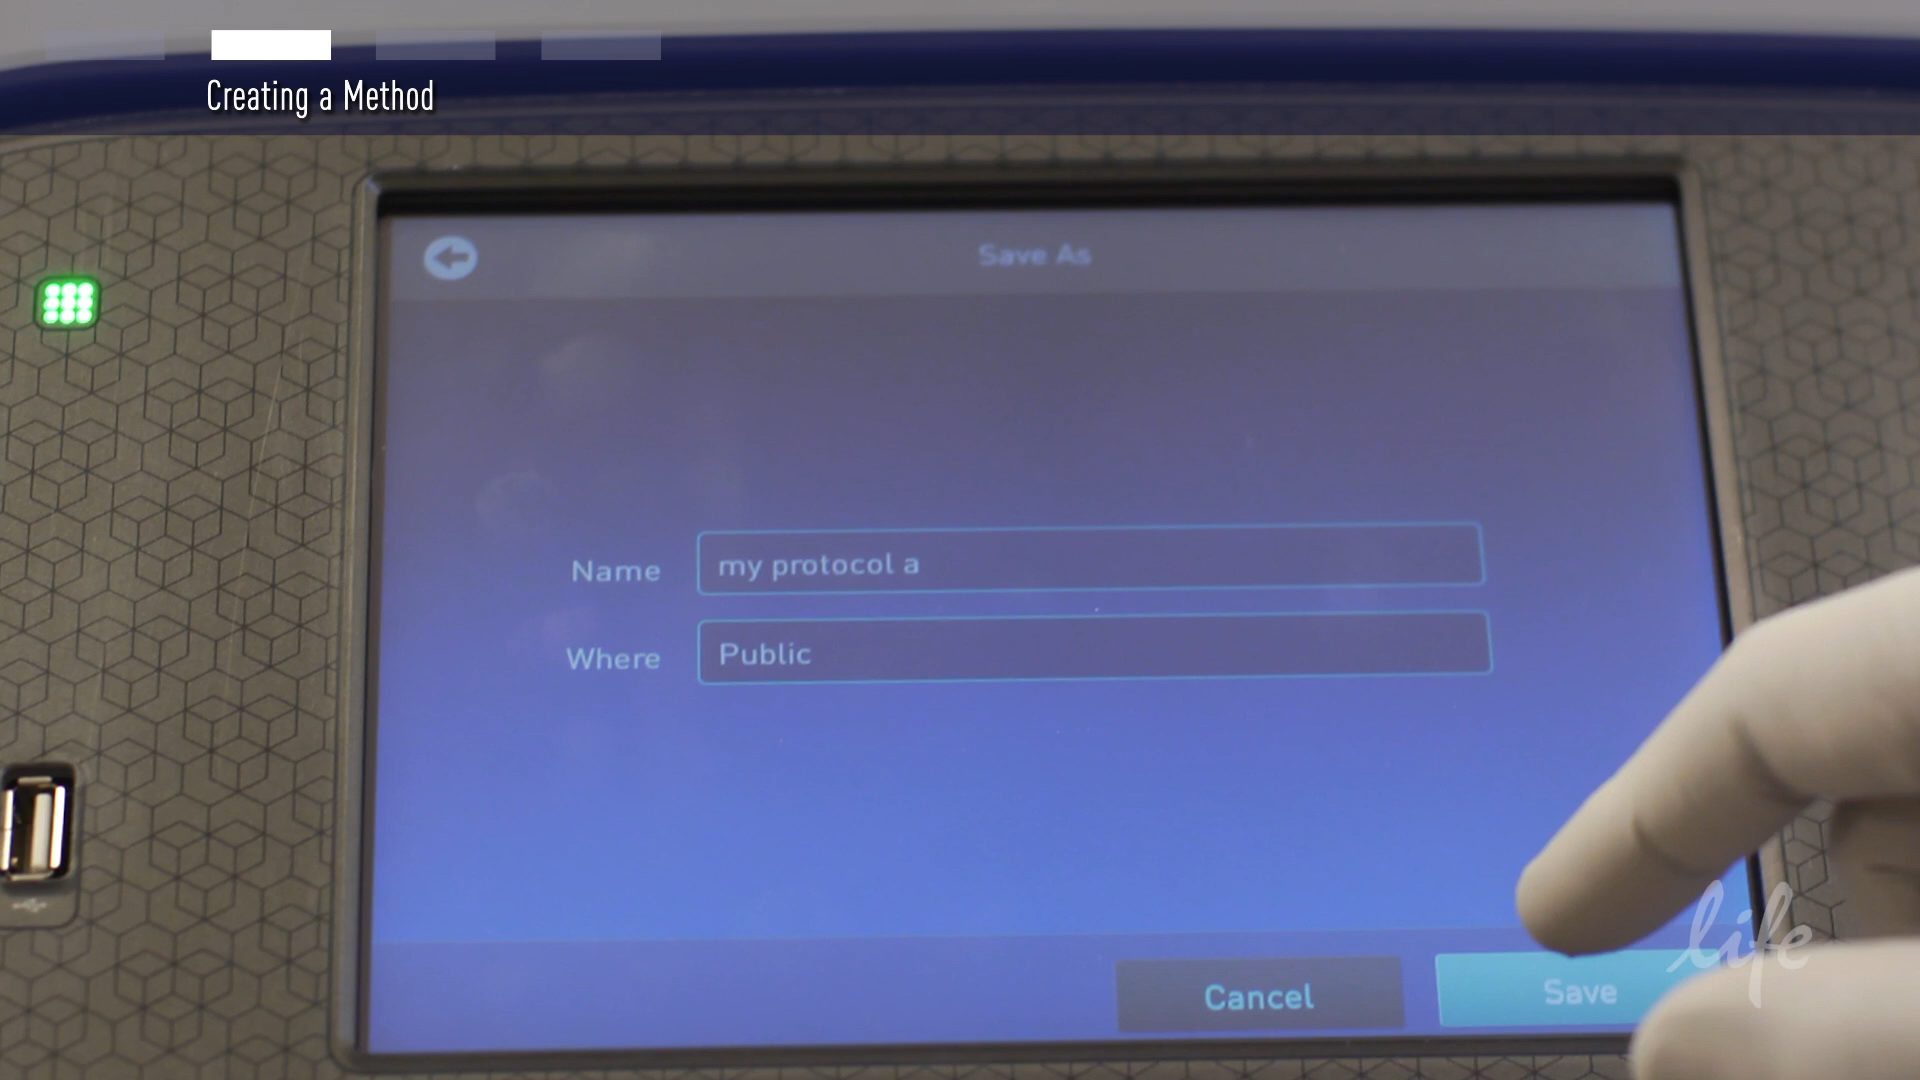 Creating a Method
Save As
Name my protocol a
Where Public
Cancel Save
life